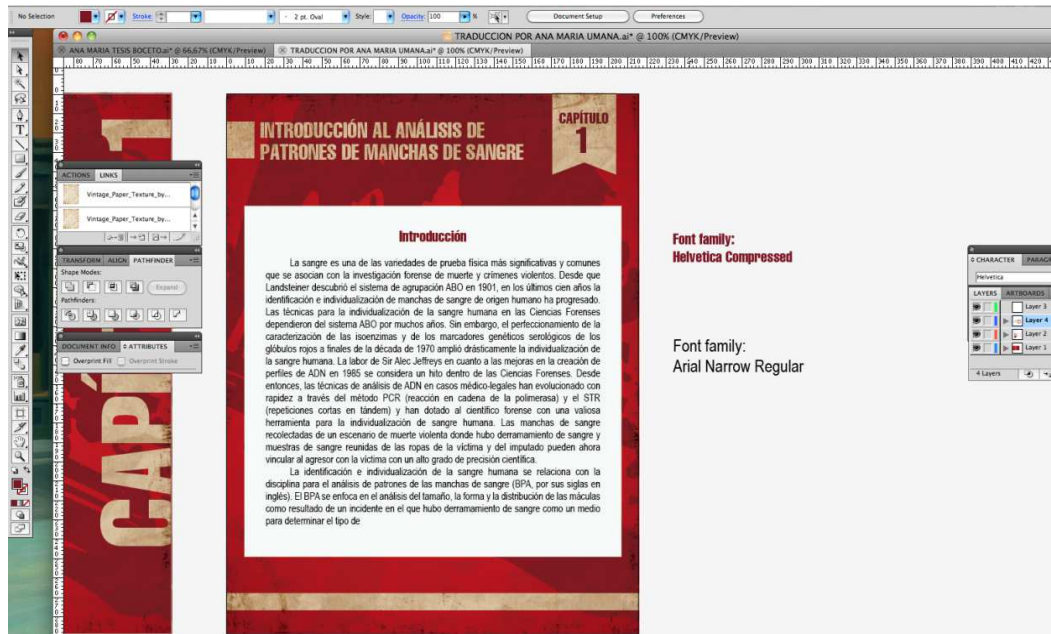 No Selection
Stroke:
2 pt. Oval
Style:
Opacity: 100 %
Document Setup
Preferences
TRADUCCION POR ANA MARIA UMANA.ai* @ 100% (CMYK/Preview)
ANA MARIA TESIS BOCETO.ai* @ 66,67% (CMYK/Preview)
TRADUCCION POR ANA MARIA UMANA.ai* @ 100% (CMYK/Preview)
INTRODUCCIÓN AL ANÁLISIS DE
PATRONES DE MANCHAS DE SANGRE
CAPÍTULO
1
Introducción
La sangre es una de las variedades de prueba física más significativas y comunes
que se asocian con la investigación forense de muerte y crímenes violentos. Desde que
Landsteiner descubrió el sistema de agrupación ABO en 1901, en los últimos cien años la
identificación e individualización de manchas de sangre de origen humano ha progresado.
Las técnicas para la individualización de la sangre humana en las Ciencias Forenses
dependieron del sistema ABO por muchos años. Sin embargo, el perfeccionamiento de la
caracterización de las isoenzimas y de los marcadores genéticos serológicos de los
glóbulos rojos a finales de la década de 1970 amplió drásticamente la individualización de
la sangre humana. La labor de Sir Alec Jeffreys en cuanto a las mejoras en la creación de
perfiles de ADN en 1985 se considera un hito dentro de las Ciencias Forenses. Desde
entonces, las técnicas de análisis de ADN en casos médico-legales han evolucionado con
rapidez a través del método PCR (reacción en cadena de la polimerasa) y el STR
(repeticiones cortas en tándem) y han dotado al científico forense con una valiosa
herramienta para la individualización de sangre humana. Las manchas de sangre
recolectadas de un escenario de muerte violenta donde hubo derramamiento de sangre y
muestras de sangre reunidas de las ropas de la víctima y del imputado pueden ahora
vincular al agresor con la víctima con un alto grado de precisión científica.
La identificación e individualización de la sangre humana se relaciona con la
disciplina para el análisis de patrones de las manchas de sangre (BPA, por sus siglas en
inglés). El BPA se enfoca en el análisis del tamaño, la forma y la distribución de las máculas
como resultado de un incidente en el que hubo derramamiento de sangre como un medio
para determinar el tipo de
Font family:
Helvetica Compressed
Font family:
Arial Narrow Regular
ACTIONS LINKS
Vintage_Paper_Texture_by...
Vintage_Paper_Texture_by...
TRANSFORM ALIGN PATHFINDER
Shape Modes:
Expand
Pathfinders:
DOCUMENT INFO ATTRIBUTES
Overprint Fill Overprint Stroke
CHARACTER
Helvetica
LAYERS ARTBOARDS
Layer 3
Layer 4
Layer 1
4 Layers